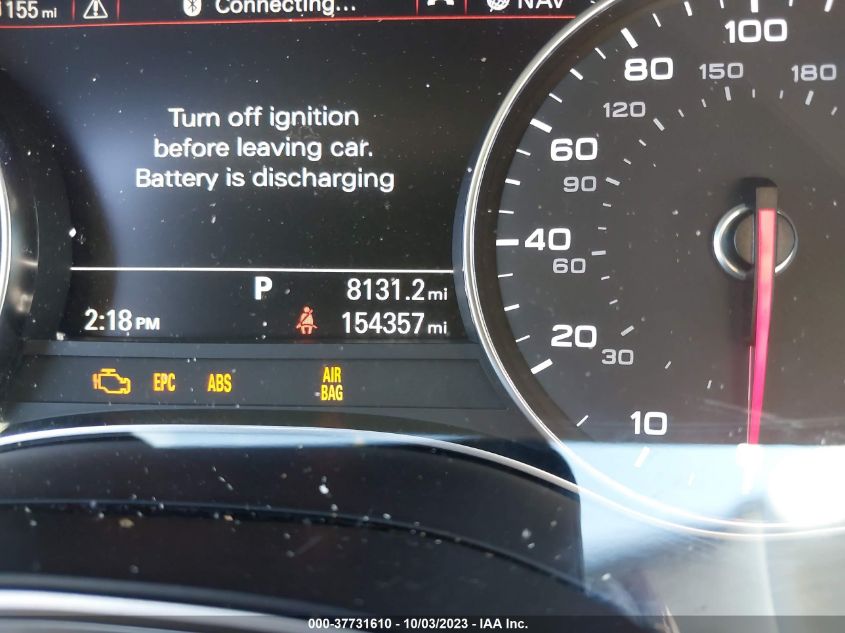 1155 mi
Connecting...
NAV
Turn off ignition
before leaving car.
Battery is discharging
P 8131.2 mi
2:18 PM 154357 mi
EPC ABS AIR BAG
100
80
150
180
120
60
90
40
60
20
30
10
000-37731610 - 10/03/2023 - IAA Inc.